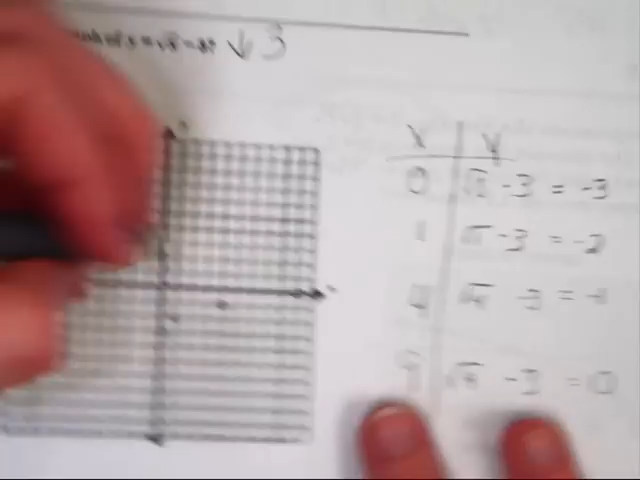 ↓ 3
x y
0 √0 - 3 = -3
1 √1 - 3 = -2
4 √4 - 3 = -1
9 √9 - 3 = 0